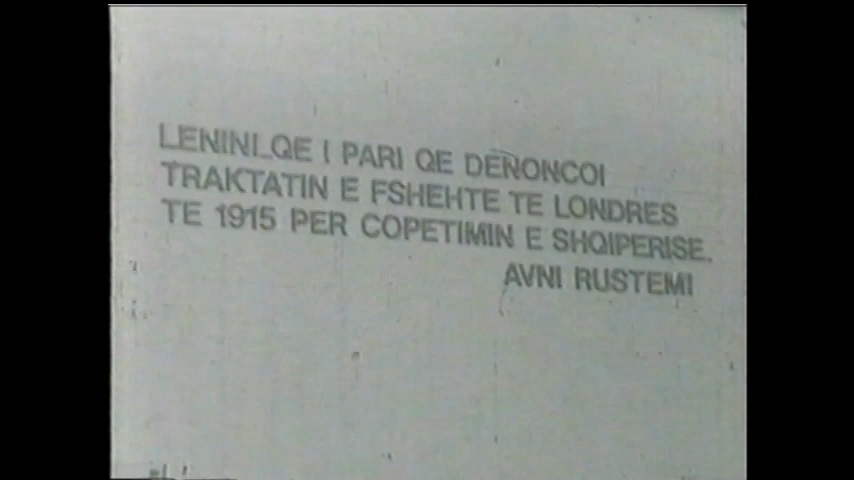 LENINI QE I PARI QE DENONCOI
TRAKTATIN E FSHEHTE TE LONDRES
TE 1915 PER COPETIMIN E SHQIPERISE.
AVNI RUSTEMI